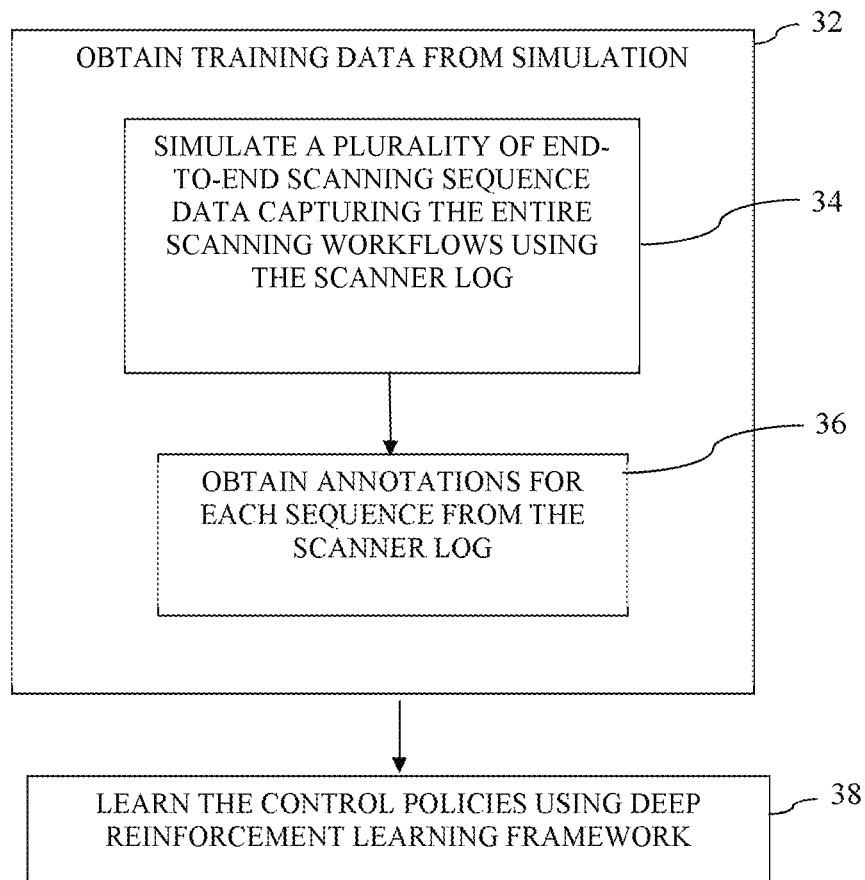 32
OBTAIN TRAINING DATA FROM SIMULATION
SIMULATE A PLURALITY OF END-
TO-END SCANNING SEQUENCE
DATA CAPTURING THE ENTIRE
SCANNING WORKFLOWS USING
THE SCANNER LOG
34
36
OBTAIN ANNOTATIONS FOR
EACH SEQUENCE FROM THE
SCANNER LOG
38
LEARN THE CONTROL POLICIES USING DEEP
REINFORCEMENT LEARNING FRAMEWORK